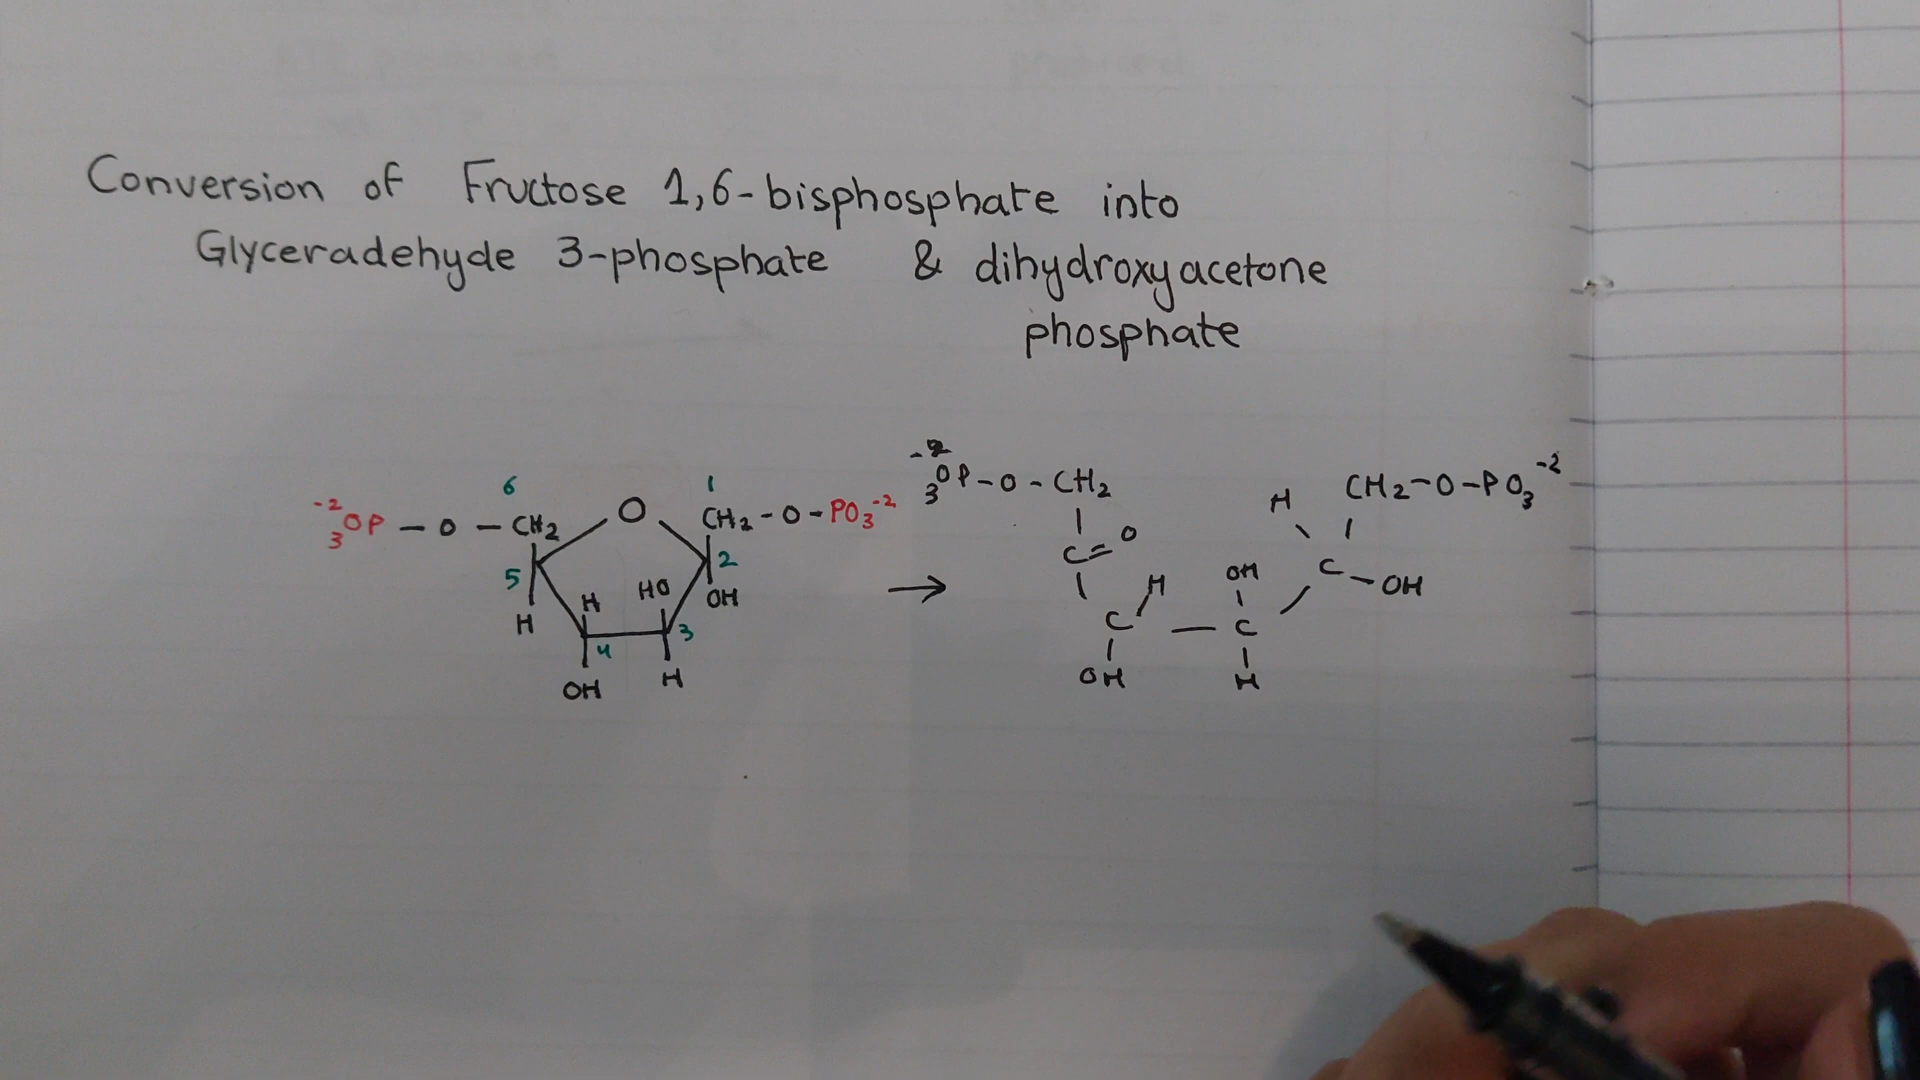 Conversion of Fructose 1,6-bisphosphate into
Glyceradehyde 3-phosphate & dihydroxyacetone
phosphate
-2
3OP - O - CH2
6
O
1
CH2 - O - PO3 -2
5
H
H
HO
2
OH
4
3
OH
H
→
-2
3OP - O - CH2
C = O
C
H
OH
OH
C
H
H
C - OH
CH2 - O - PO3 -2